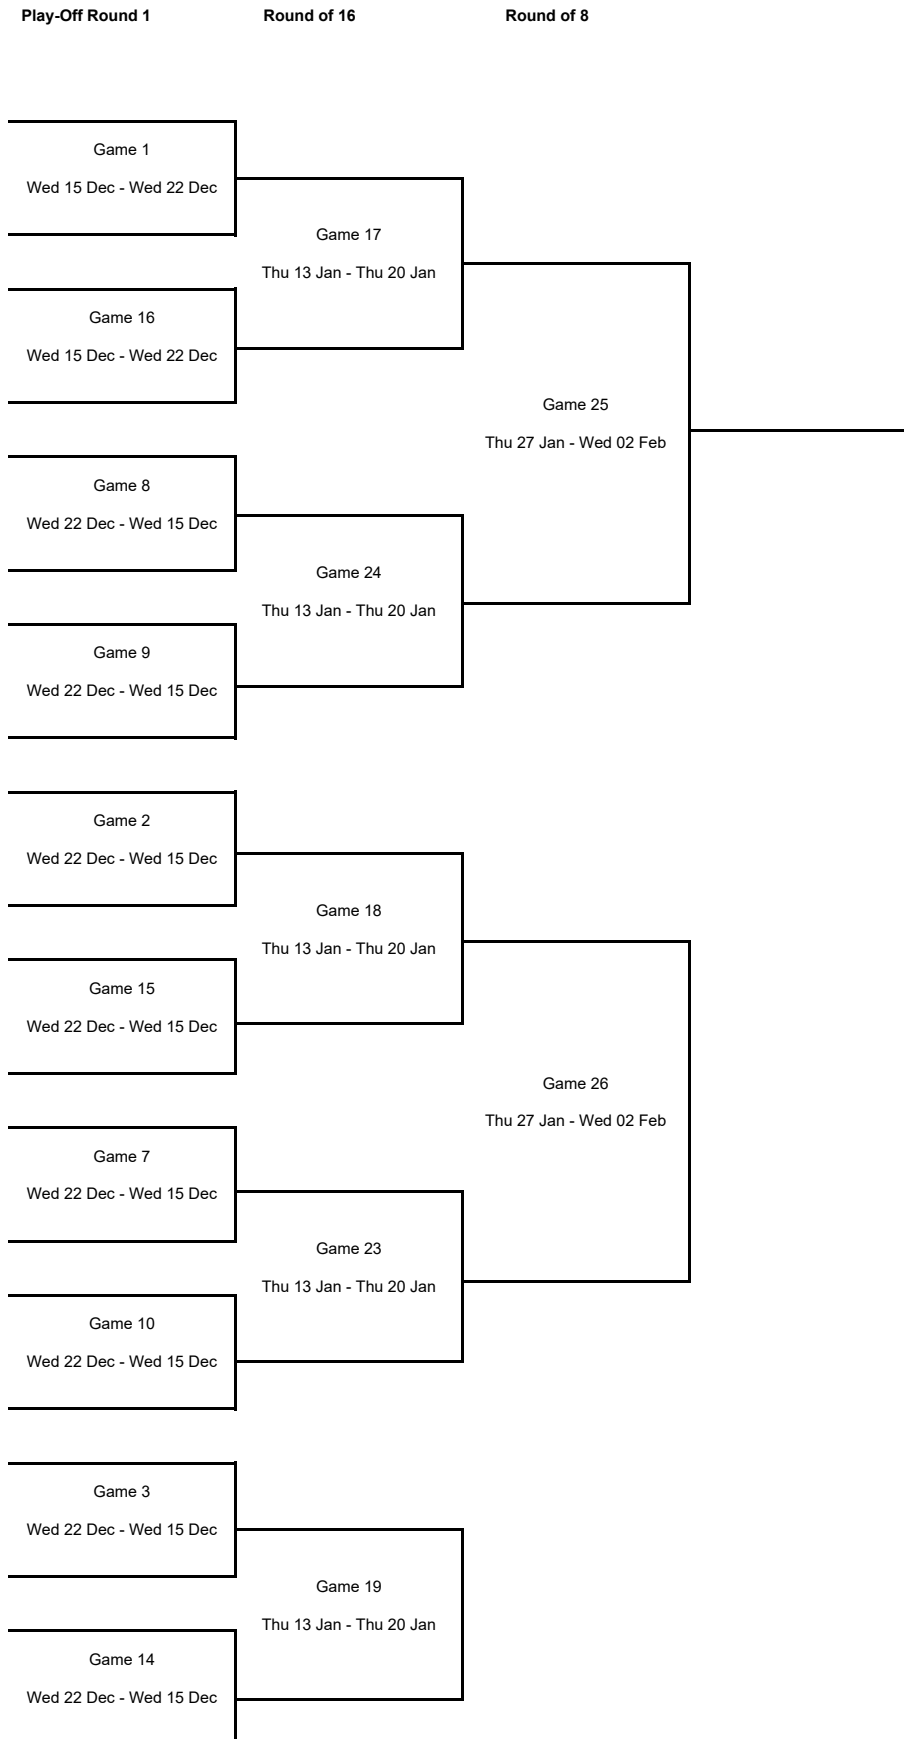 Play-Off Round 1 Round of 16 Round of 8
Game 1
Wed 15 Dec - Wed 22 Dec
Game 17
Thu 13 Jan - Thu 20 Jan
Game 16
Wed 15 Dec - Wed 22 Dec
Game 25
Thu 27 Jan - Wed 02 Feb
Game 8
Wed 22 Dec - Wed 15 Dec
Game 24
Thu 13 Jan - Thu 20 Jan
Game 9
Wed 22 Dec - Wed 15 Dec
Game 2
Wed 22 Dec - Wed 15 Dec
Game 18
Thu 13 Jan - Thu 20 Jan
Game 15
Wed 22 Dec - Wed 15 Dec
Game 26
Thu 27 Jan - Wed 02 Feb
Game 7
Wed 22 Dec - Wed 15 Dec
Game 23
Thu 13 Jan - Thu 20 Jan
Game 10
Wed 22 Dec - Wed 15 Dec
Game 3
Wed 22 Dec - Wed 15 Dec
Game 19
Thu 13 Jan - Thu 20 Jan
Game 14
Wed 22 Dec - Wed 15 Dec